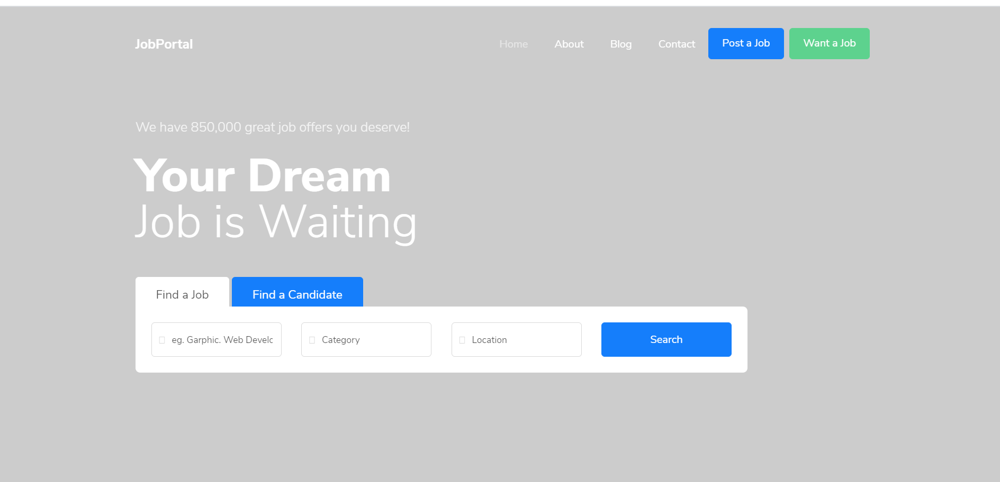 JobPortal
Home About Blog Contact Post a Job Want a Job
We have 850,000 great job offers you deserve!
Your Dream
Job is Waiting
Find a Job Find a Candidate
eg. Garphic. Web Develc Category Location Search